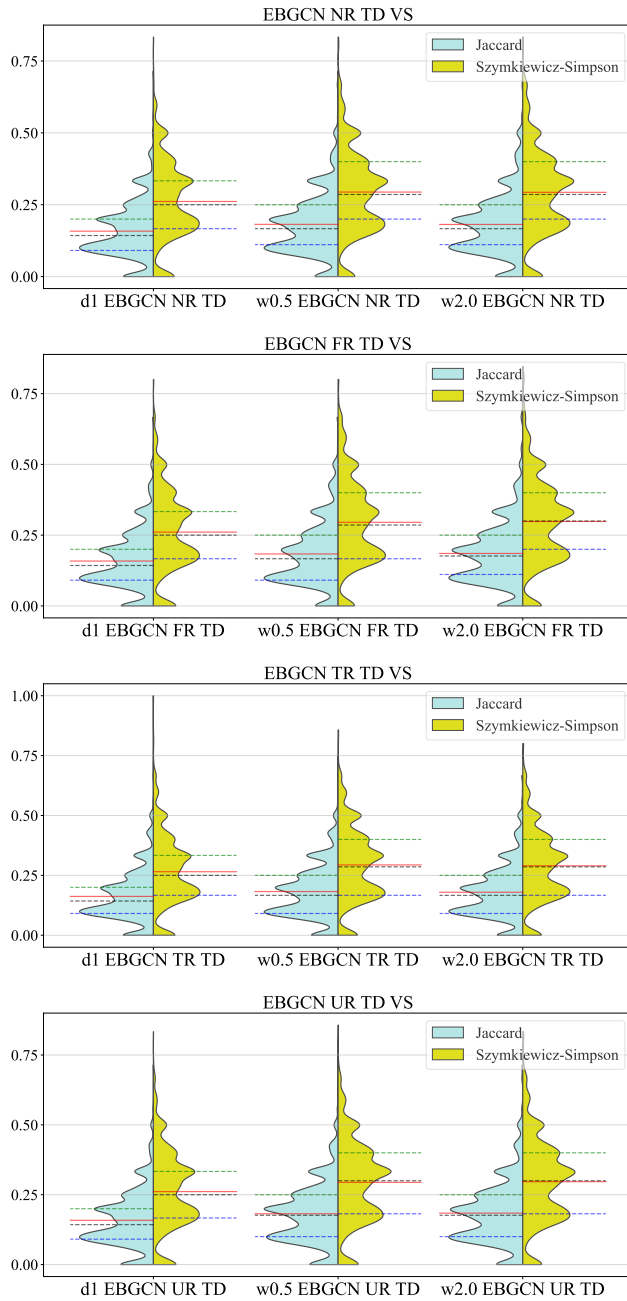 EBGCN NR TD VS
Jaccard
Szymkiewicz-Simpson
0.75
0.50
0.25
0.00
d1 EBGCN NR TD w0.5 EBGCN NR TD w2.0 EBGCN NR TD
EBGCN FR TD VS
Jaccard
Szymkiewicz-Simpson
0.75
0.50
0.25
0.00
d1 EBGCN FR TD w0.5 EBGCN FR TD w2.0 EBGCN FR TD
EBGCN TR TD VS
1.00
Jaccard
Szymkiewicz-Simpson
0.75
0.50
0.25
0.00
d1 EBGCN TR TD w0.5 EBGCN TR TD w2.0 EBGCN TR TD
EBGCN UR TD VS
Jaccard
Szymkiewicz-Simpson
0.75
0.50
0.25
0.00
d1 EBGCN UR TD w0.5 EBGCN UR TD w2.0 EBGCN UR TD